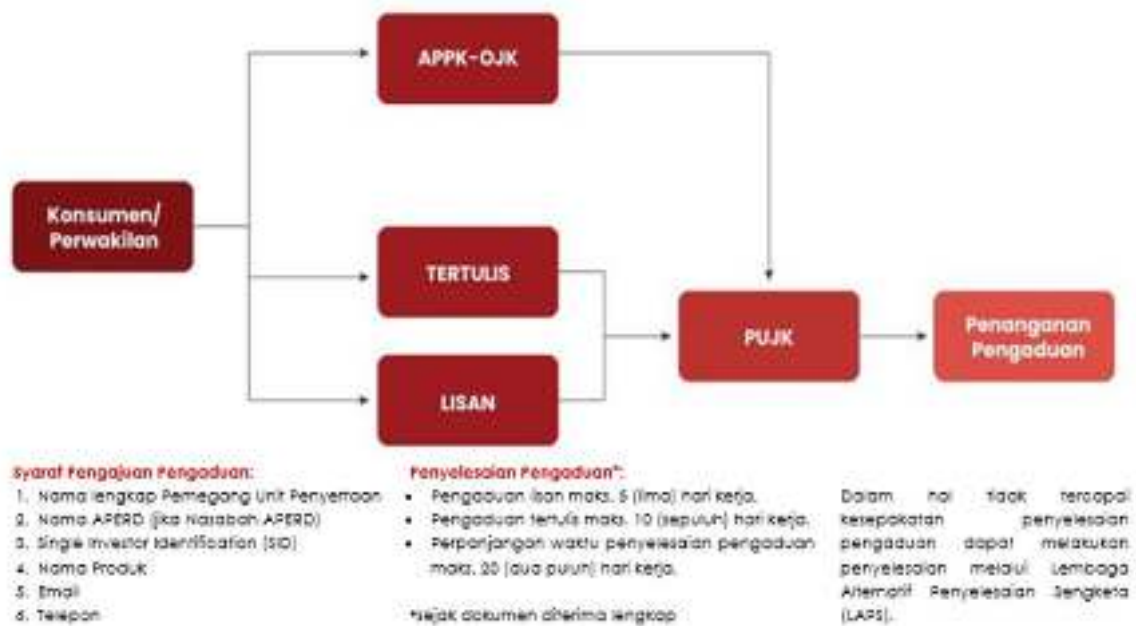 APPK-OJK
Konsumen/
Perwakilan
TERTULIS
LISAN
PUJK
Penanganan
Pengaduan
Syarat Pengajuan Pengaduan:
1. Nama lengkap Pemegang Unit Penyertaan
2. Nama APERD (jika Nasabah APERD)
3. Single Investor Identification (SID)
4. Nama Produk
5. Email
6. Telepon
Penyelesaian Pengaduan*:
• Pengaduan lisan maks. 5 (lima) hari kerja.
• Pengaduan tertulis maks. 10 (sepuluh) hari kerja.
• Perpanjangan waktu penyelesaian pengaduan
maks. 20 (dua puluh) hari kerja.
*sejak dokumen diterima lengkap
Dalam hal tidak tercapai
kesepakatan penyelesaian
pengaduan dapat melakukan
penyelesaian melalui Lembaga
Alternatif Penyelesaian Sengketa
(LAPS).